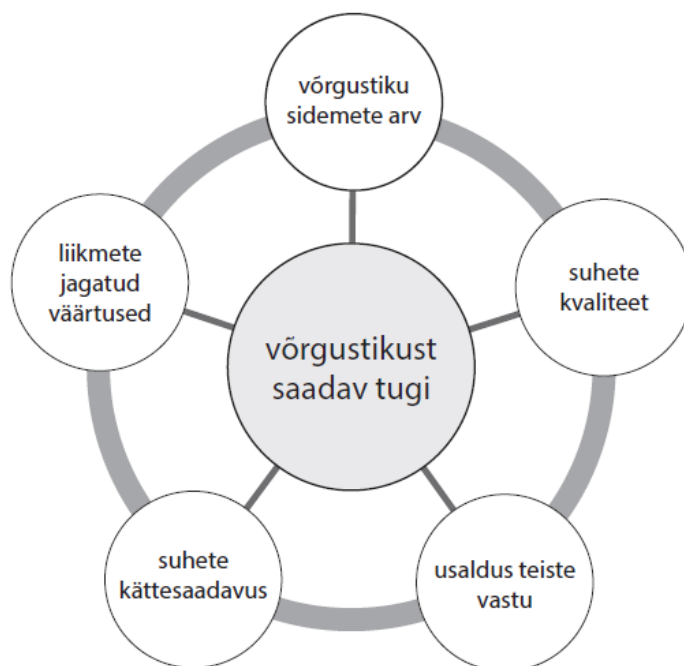 võrgustiku
sidemete arv
liikmete
jagatud
väärtused
suhete
kvaliteet
võrgustikust
saadav tugi
suhete
kättesaadavus
usaldus teiste
vastu